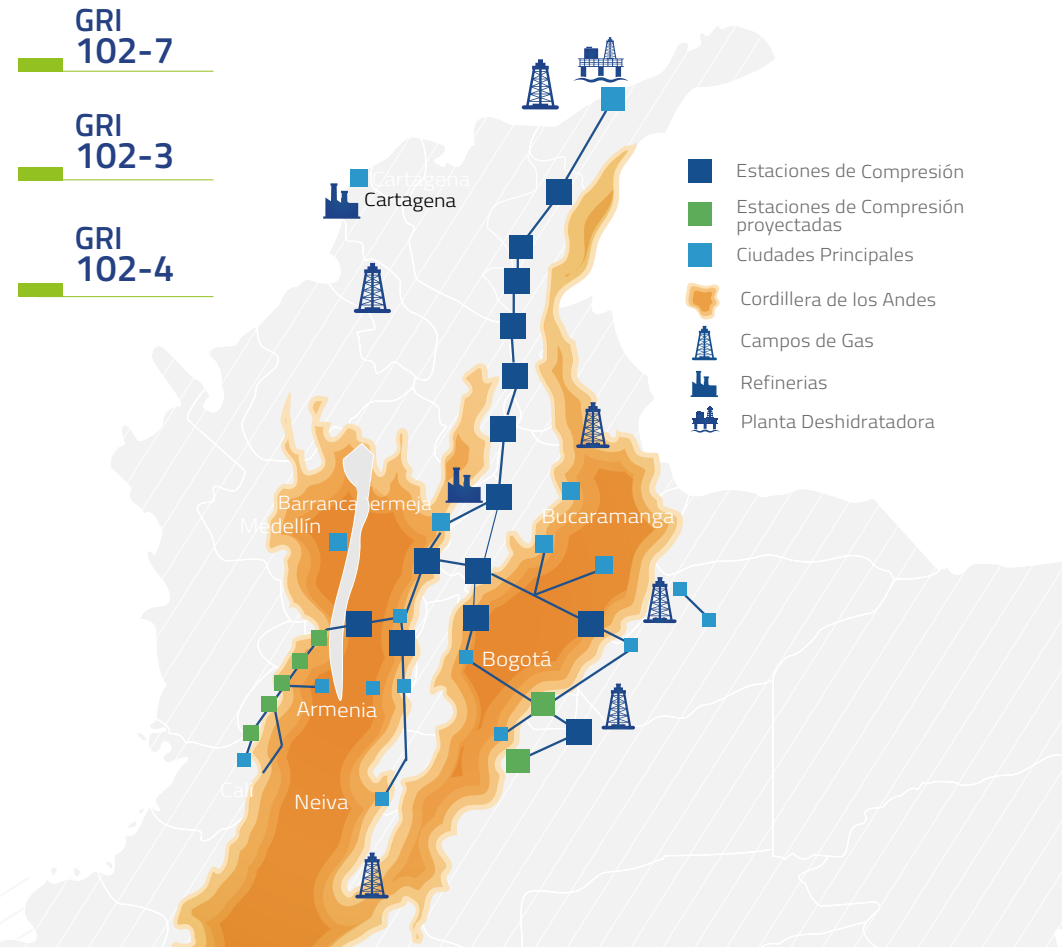 GRI
102-7
GRI
102-3
GRI
102-4
Cartagena
Cartagena
Estaciones de Compresión
Estaciones de Compresión
proyectadas
Ciudades Principales
Cordillera de los Andes
Campos de Gas
Refinerias
Planta Deshidratadora
Barrancabermeja
Medellín
Bucaramanga
Bogotá
Armenia
Cali
Neiva